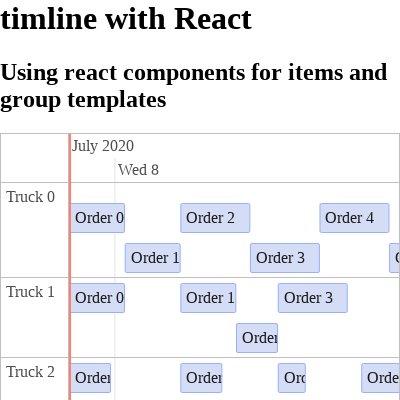 timline with React
Using react components for items and
group templates
July 2020
Wed 8
Truck 0
Order 0
Order 2
Order 4
Order 1
Order 3
Truck 1
Order 0
Order 1
Order 3
Order
Truck 2
Order
Order
Orde